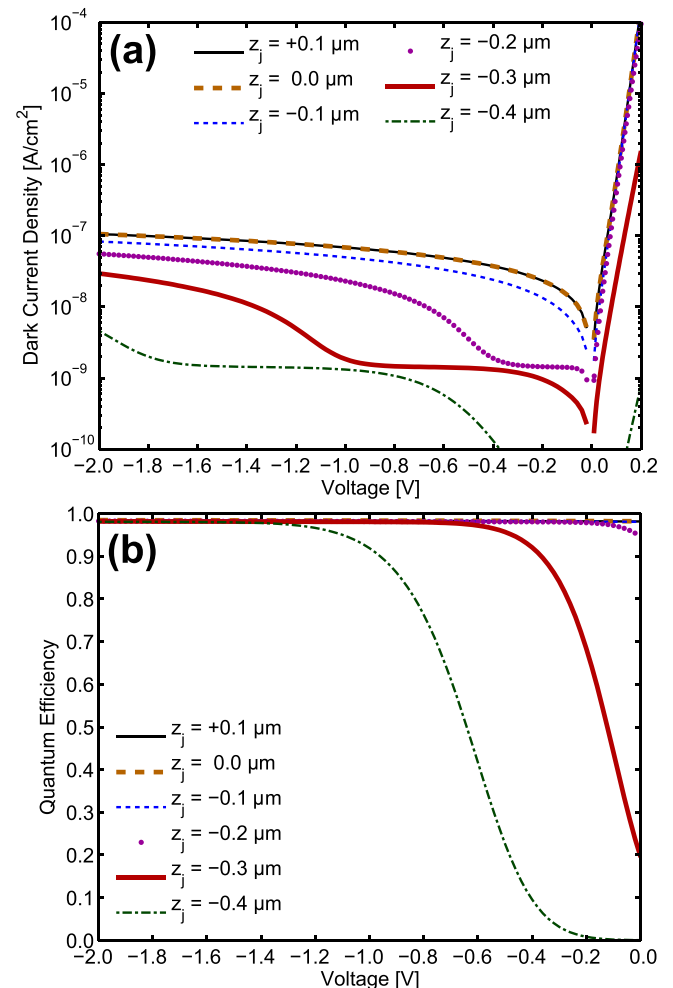 (a)
z_j = +0.1 µm
z_j = 0.0 µm
z_j = −0.1 µm
z_j = −0.2 µm
z_j = −0.3 µm
z_j = −0.4 µm
Dark Current Density [A/cm²]
10⁻⁴
10⁻⁵
10⁻⁶
10⁻⁷
10⁻⁸
10⁻⁹
10⁻¹⁰
−2.0 −1.8 −1.6 −1.4 −1.2 −1.0 −0.8 −0.6 −0.4 −0.2 0.0 0.2
Voltage [V]
(b)
Quantum Efficiency
1.0
0.9
0.8
0.7
0.6
0.5
0.4
0.3
0.2
0.1
0.0
z_j = +0.1 µm
z_j = 0.0 µm
z_j = −0.1 µm
z_j = −0.2 µm
z_j = −0.3 µm
z_j = −0.4 µm
−2.0 −1.8 −1.6 −1.4 −1.2 −1.0 −0.8 −0.6 −0.4 −0.2 0.0
Voltage [V]